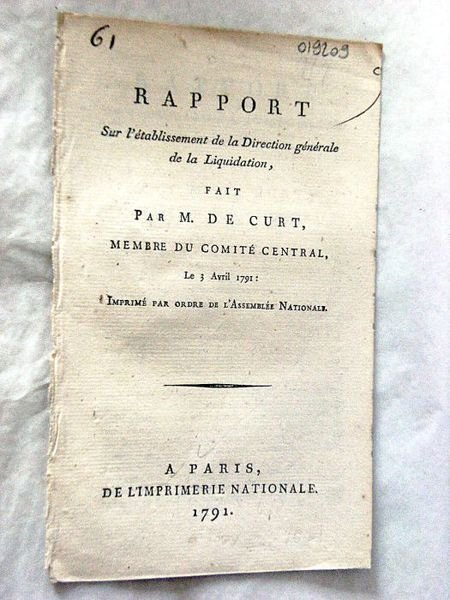 61
019209
RAPPORT
Sur l'établissement de la Direction générale
de la Liquidation,
FAIT
PAR M. DE CURT,
MEMBRE DU COMITÉ CENTRAL,
Le 3 Avril 1791:
IMPRIMÉ PAR ORDRE DE L'ASSEMBLÉE NATIONALE.
A PARIS,
DE L'IMPRIMERIE NATIONALE.
1791.